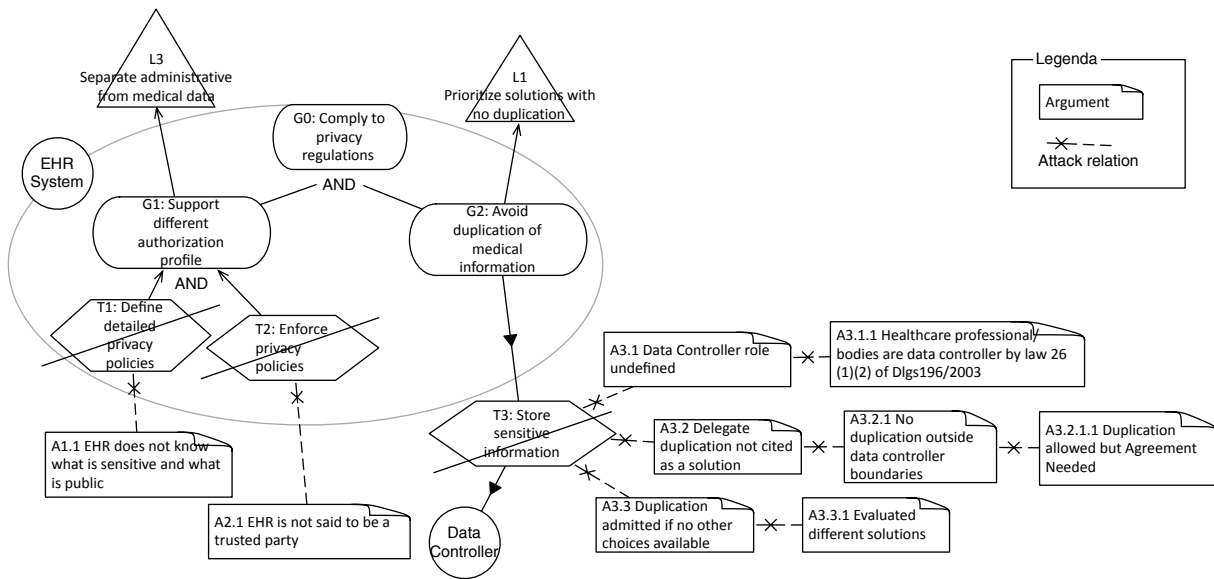 L3
Separate administrative
from medical data
L1
Prioritize solutions with
no duplication
Legenda
Argument
Attack relation
EHR
System
G0: Comply to
privacy
regulations
AND
G1: Support
different
authorization
profile
G2: Avoid
duplication of
medical
information
AND
T1: Define
detailed
privacy
policies
T2: Enforce
privacy
policies
T3: Store
sensitive
information
A3.1 Data Controller role
undefined
A3.1.1 Healthcare professional/
bodies are data controller by law 26
(1)(2) of Dlgs196/2003
A3.2 Delegate
duplication not cited
as a solution
A3.2.1 No
duplication outside
data controller
boundaries
A3.2.1.1 Duplication
allowed but Agreement
Needed
A1.1 EHR does not know
what is sensitive and what
is public
A2.1 EHR is not said to be a
trusted party
A3.3 Duplication
admitted if no other
choices available
A3.3.1 Evaluated
different solutions
Data
Controller